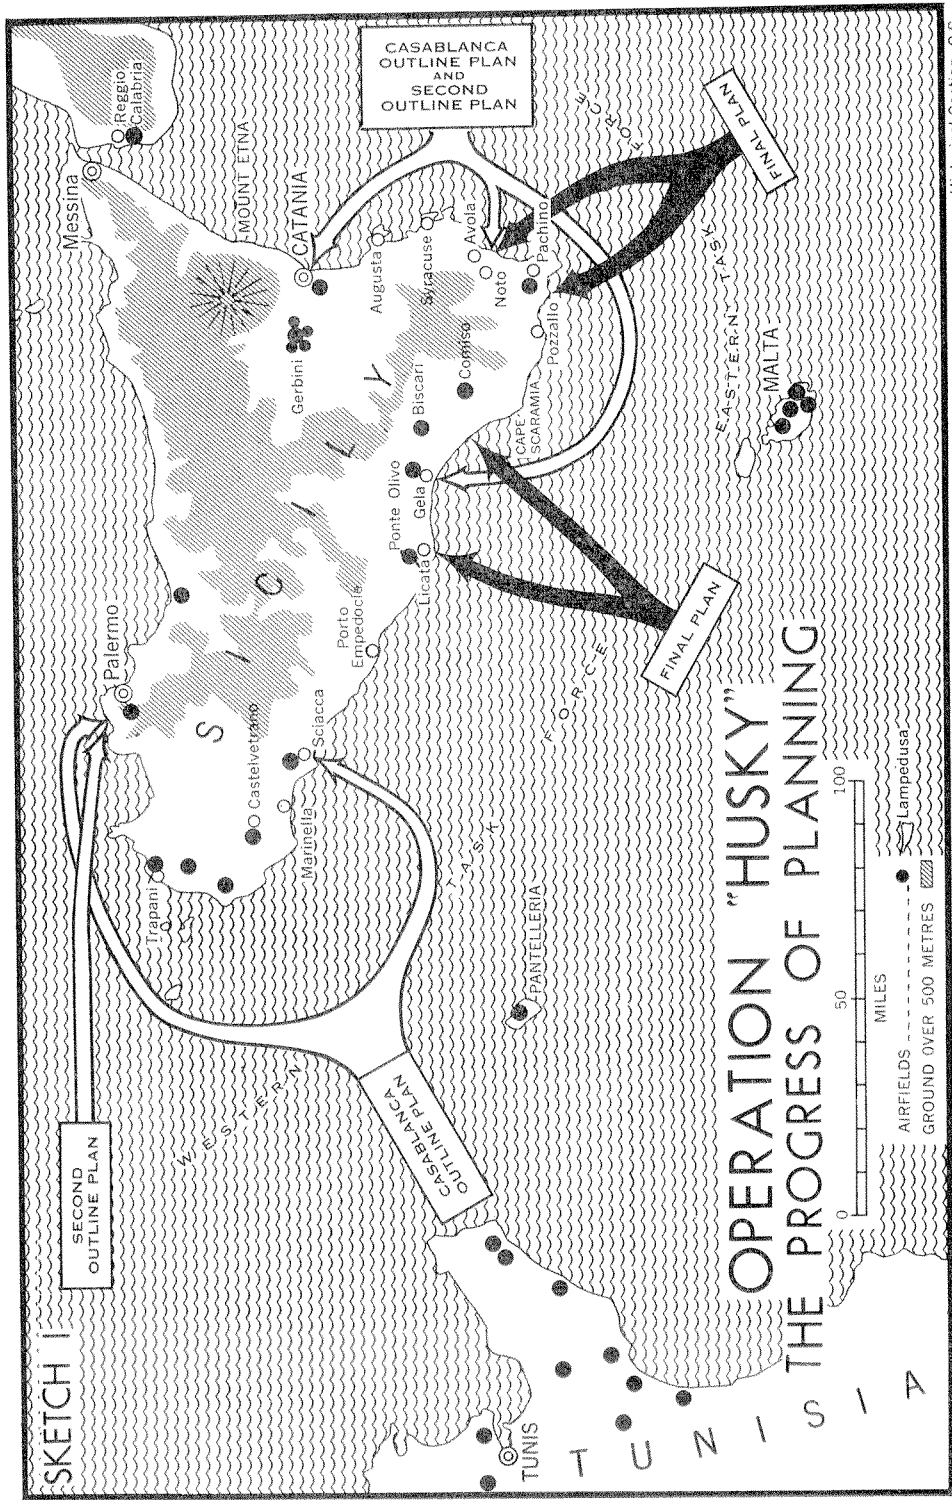 SKETCH I
SECOND
OUTLINE PLAN
CASABLANCA
OUTLINE PLAN
CASABLANCA
OUTLINE PLAN
AND
SECOND
OUTLINE PLAN
FINAL PLAN
FINAL PLAN
WESTERN TASK FORCE
EASTERN TASK FORCE
SICILY
Messina
Reggio
Calabria
MOUNT ETNA
CATANIA
Gerbini
Augusta
Syracuse
Avola
Noto
Pachino
Pozzallo
Comiso
Biscari
CAPE
SCARAMIA
Ponte Olivo
Gela
Licata
Porto
Empedocle
Palermo
Sciacca
Castelvetrano
Marinella
Trapani
PANTELLERIA
MALTA
TUNIS
TUNISIA
OPERATION "HUSKY"
THE PROGRESS OF PLANNING
0 50 100
MILES
AIRFIELDS
Lampedusa
GROUND OVER 500 METRES